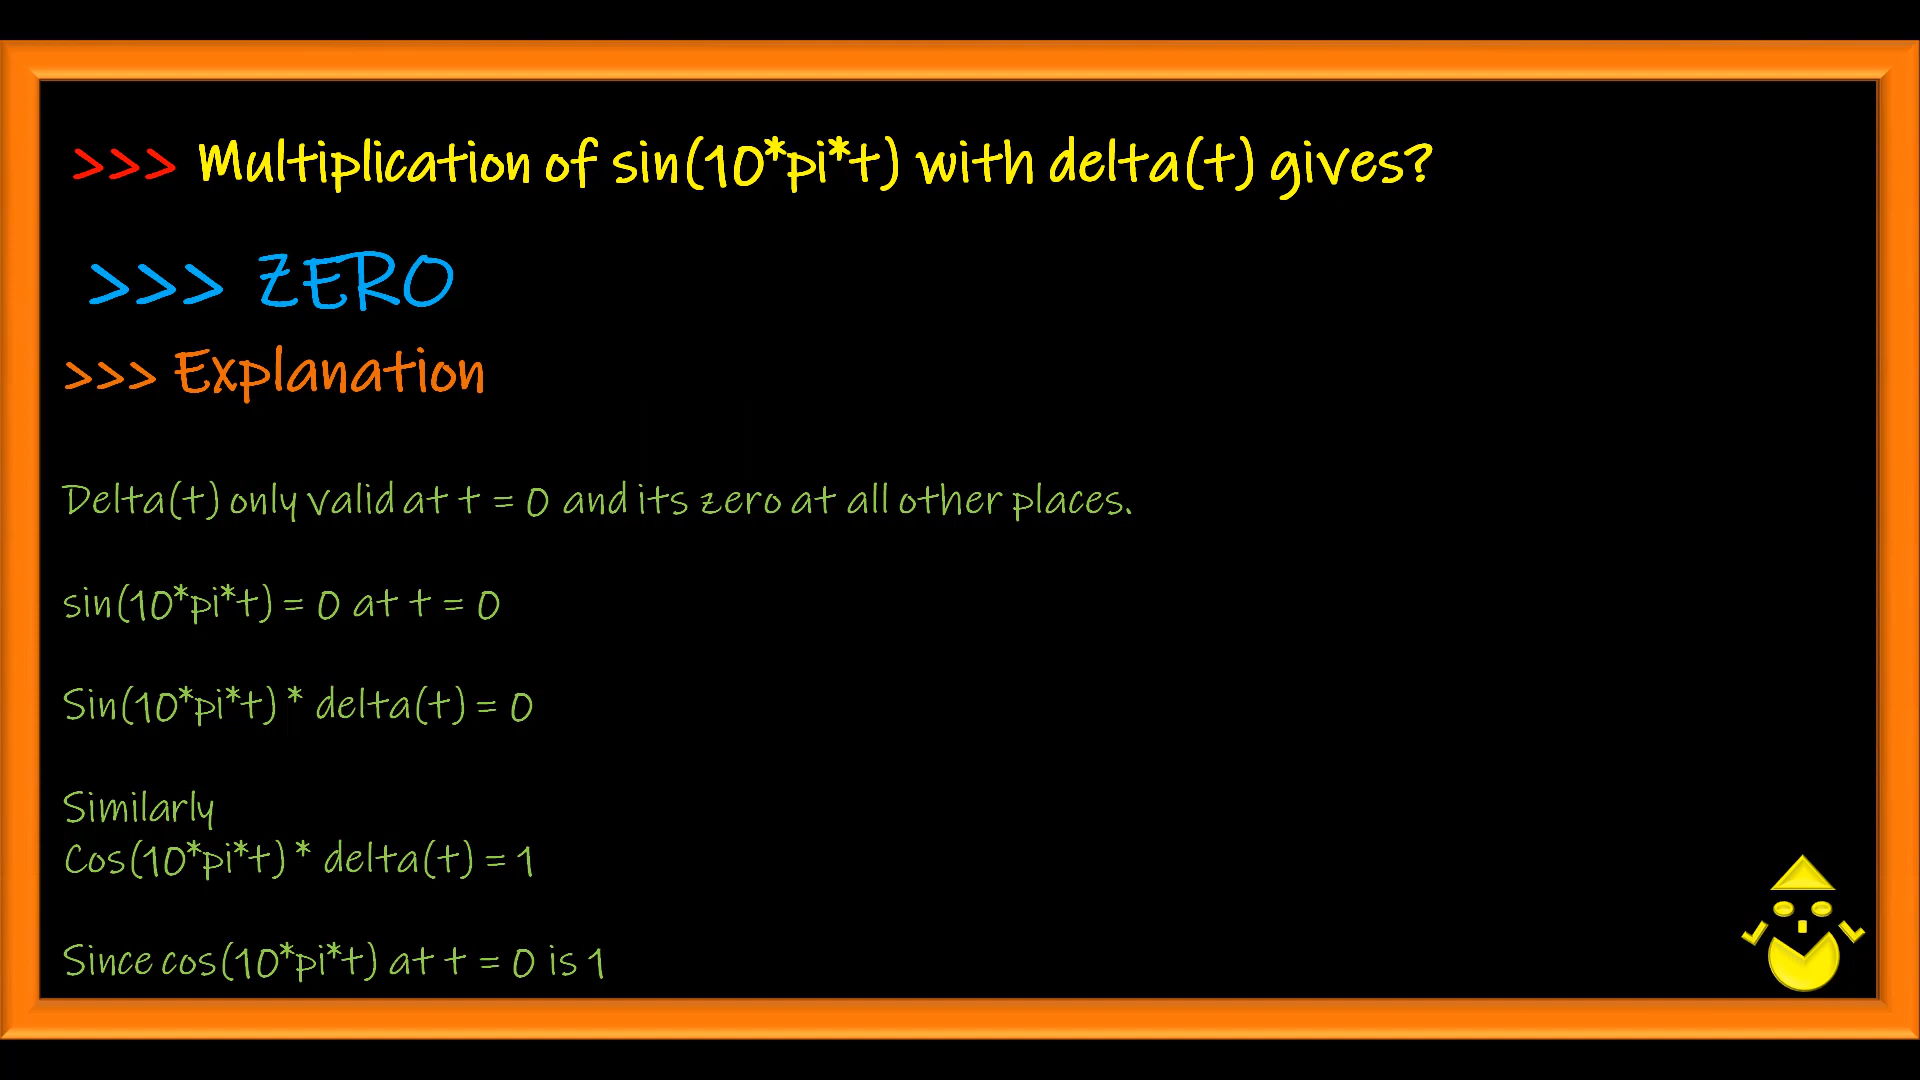 >>> Multiplication of sin(10*pi*t) with delta(t) gives?
>>> ZERO
>>> Explanation
Delta(t) only valid at t = 0 and its zero at all other places.
sin(10*pi*t) = 0 at t = 0
Sin(10*pi*t) * delta(t) = 0
Similarly
Cos(10*pi*t) * delta(t) = 1
Since cos(10*pi*t) at t = 0 is 1